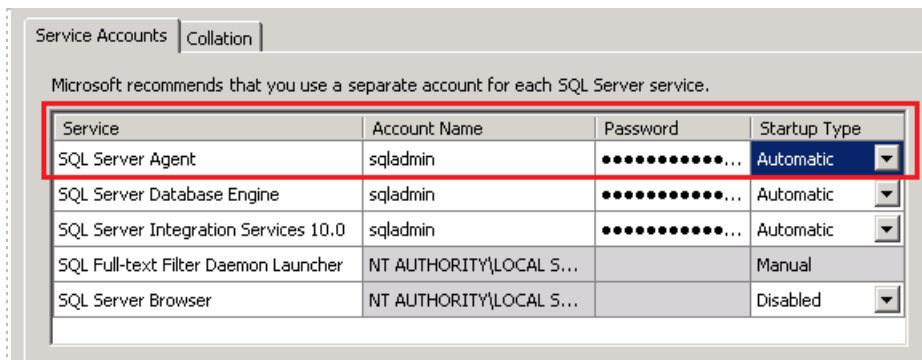 Service Accounts Collation
Microsoft recommends that you use a separate account for each SQL Server service.
Service Account Name Password Startup Type
SQL Server Agent sqladmin ●●●●●●●●●●●... Automatic
SQL Server Database Engine sqladmin ●●●●●●●●●●●... Automatic
SQL Server Integration Services 10.0 sqladmin ●●●●●●●●●●●... Automatic
SQL Full-text Filter Daemon Launcher NT AUTHORITY\LOCAL S... Manual
SQL Server Browser NT AUTHORITY\LOCAL S... Disabled